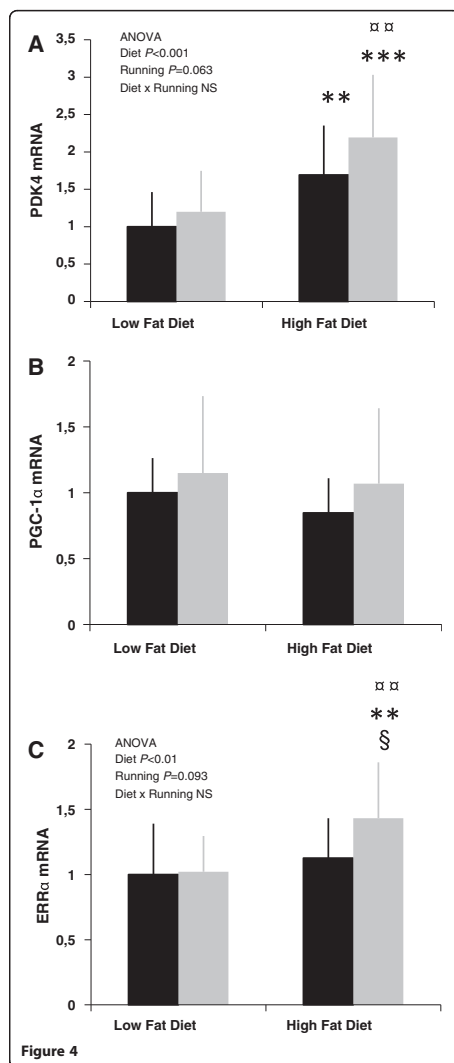 A
ANOVA
Diet P<0.001
Running P=0.063
Diet x Running NS
¤¤
***
**
3,5
3
2,5
2
1,5
1
0,5
0
PDK4 mRNA
Low Fat Diet High Fat Diet
B
2
1,5
1
0,5
0
PGC-1α mRNA
Low Fat Diet High Fat Diet
C
ANOVA
Diet P<0.01
Running P=0.093
Diet x Running NS
¤¤
**
§
2
1,5
1
0,5
0
ERRα mRNA
Low Fat Diet High Fat Diet
Figure 4